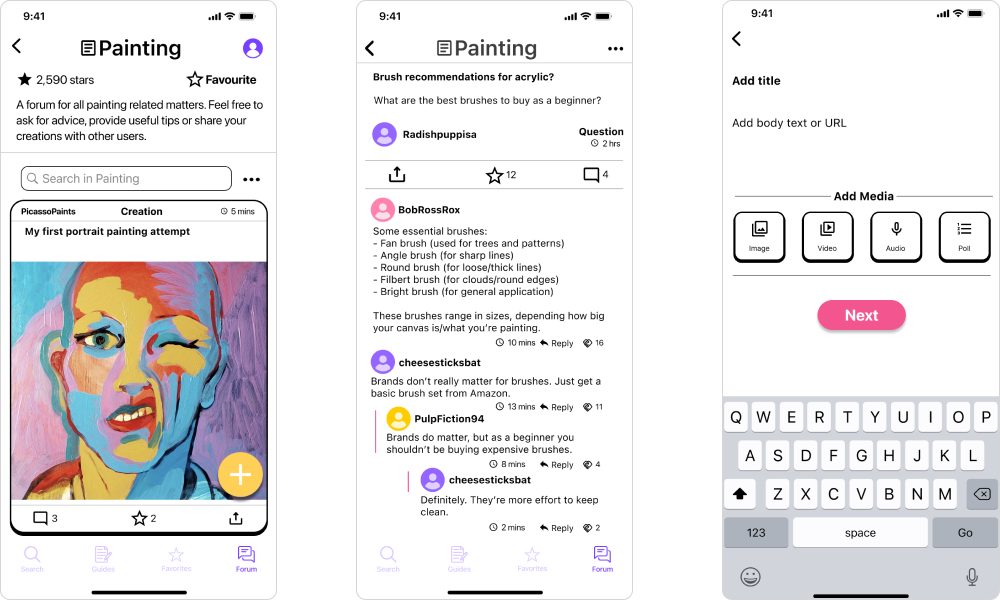 9:41
Painting
2,590 stars
Favourite
A forum for all painting related matters. Feel free to
ask for advice, provide useful tips or share your
creations with other users.
Search in Painting
PicassoPaints Creation 5 mins
My first portrait painting attempt
3 2
Search Guides Favorites Forum
9:41
Painting
Brush recommendations for acrylic?
What are the best brushes to buy as a beginner?
Radishpuppisa
Question
2 hrs
12 4
BobRossRox
Some essential brushes:
- Fan brush (used for trees and patterns)
- Angle brush (for sharp lines)
- Round brush (for loose/thick lines)
- Filbert brush (for clouds/round edges)
- Bright brush (for general application)
These brushes range in sizes, depending how big
your canvas is/what you're painting.
10 mins Reply 16
cheesesticksbat
Brands don't really matter for brushes. Just get a
basic brush set from Amazon.
13 mins Reply 11
PulpFiction94
Brands do matter, but as a beginner you
shouldn't be buying expensive brushes.
8 mins Reply 4
cheesesticksbat
Definitely. They're more effort to keep
clean.
2 mins Reply 2
Search Guides Favorites Forum
9:41
Add title
Add body text or URL
Add Media
Image Video Audio Poll
Next
Q W E R T Y U I O P
A S D F G H J K L
Z X C V B N M
123 space Go